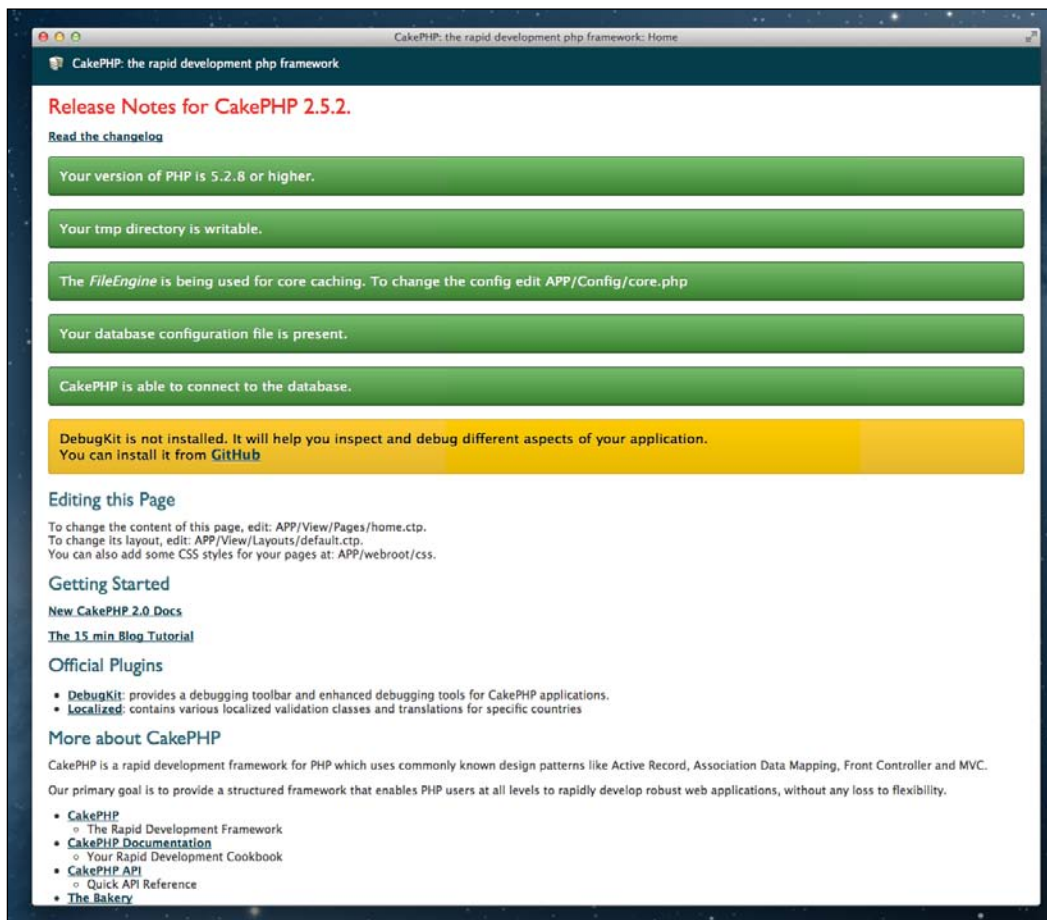 CakePHP: the rapid development php framework: Home
CakePHP: the rapid development php framework
Release Notes for CakePHP 2.5.2.
Read the changelog
Your version of PHP is 5.2.8 or higher.
Your tmp directory is writable.
The FileEngine is being used for core caching. To change the config edit APP/Config/core.php
Your database configuration file is present.
CakePHP is able to connect to the database.
DebugKit is not installed. It will help you inspect and debug different aspects of your application.
You can install it from GitHub
Editing this Page
To change the content of this page, edit: APP/View/Pages/home.ctp.
To change its layout, edit: APP/View/Layouts/default.ctp.
You can also add some CSS styles for your pages at: APP/webroot/css.
Getting Started
New CakePHP 2.0 Docs
The 15 min Blog Tutorial
Official Plugins
• DebugKit: provides a debugging toolbar and enhanced debugging tools for CakePHP applications.
• Localized: contains various localized validation classes and translations for specific countries
More about CakePHP
CakePHP is a rapid development framework for PHP which uses commonly known design patterns like Active Record, Association Data Mapping, Front Controller and MVC.
Our primary goal is to provide a structured framework that enables PHP users at all levels to rapidly develop robust web applications, without any loss to flexibility.
• CakePHP
◦ The Rapid Development Framework
• CakePHP Documentation
◦ Your Rapid Development Cookbook
• CakePHP API
◦ Quick API Reference
• The Bakery